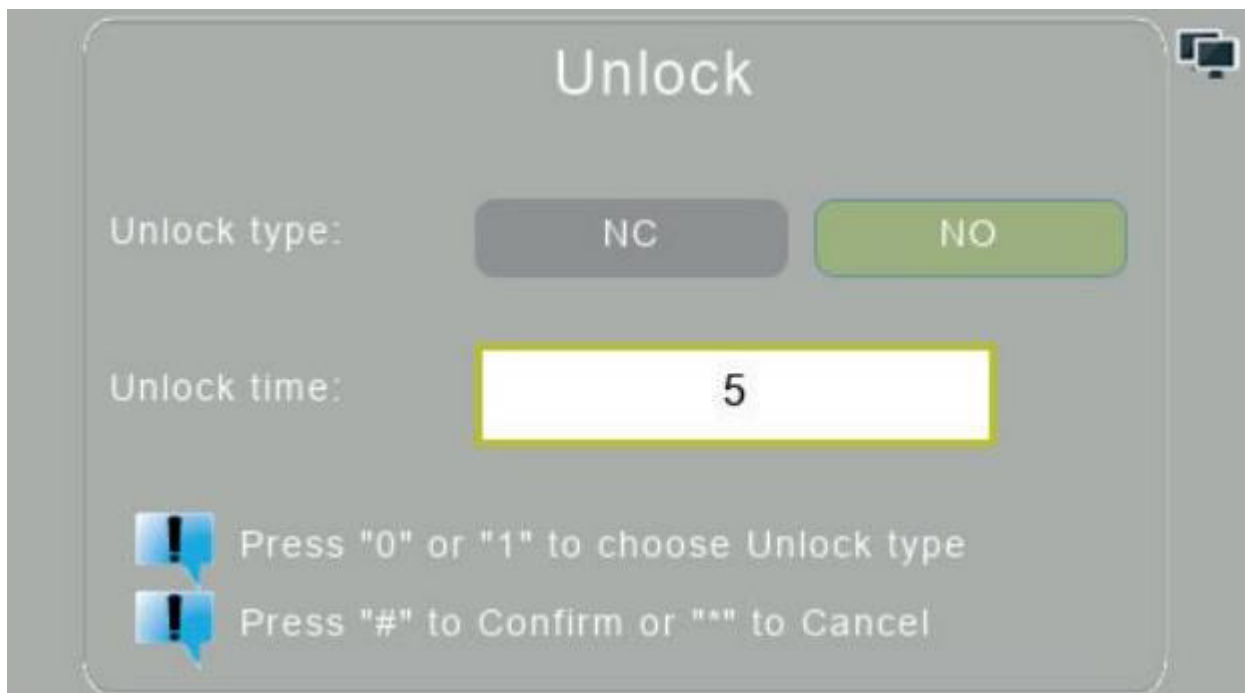 Unlock
Unlock type: NC NO
Unlock time: 5
Press "0" or "1" to choose Unlock type
Press "#" to Confirm or "*" to Cancel